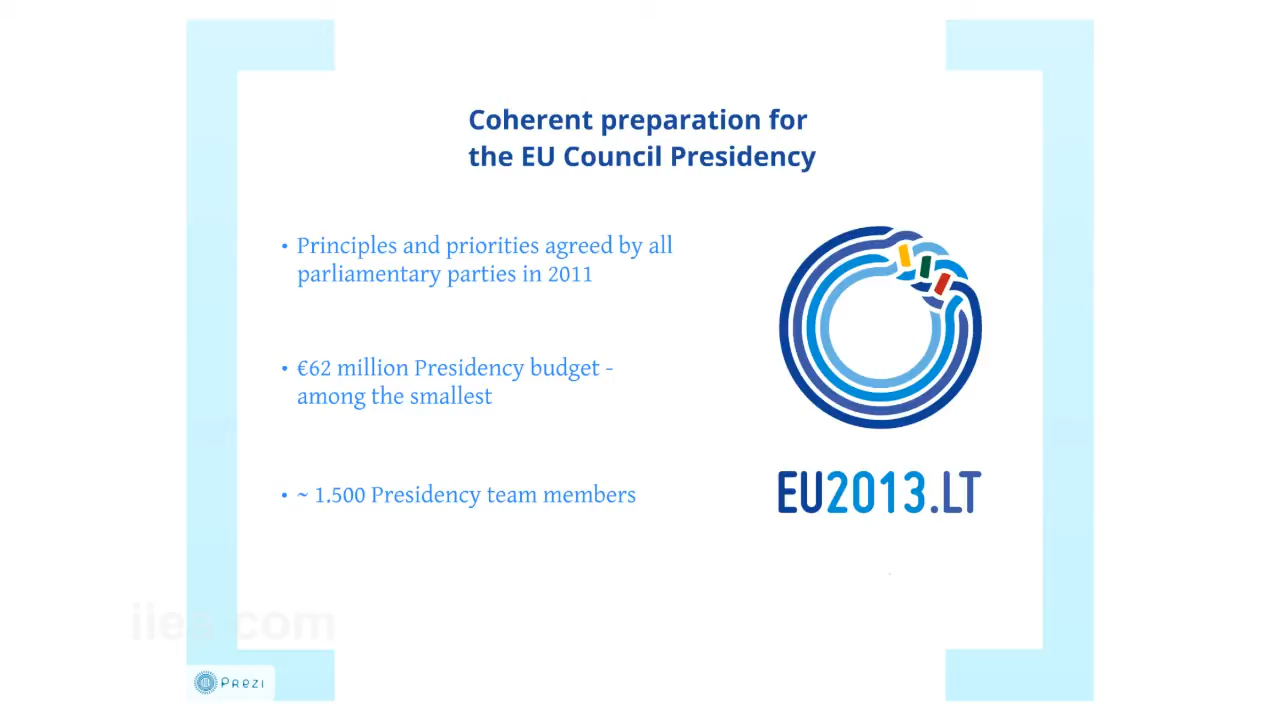 Coherent preparation for
the EU Council Presidency
• Principles and priorities agreed by all
parliamentary parties in 2011
• €62 million Presidency budget -
among the smallest
• ~ 1.500 Presidency team members
EU2013.LT
com
Prezi